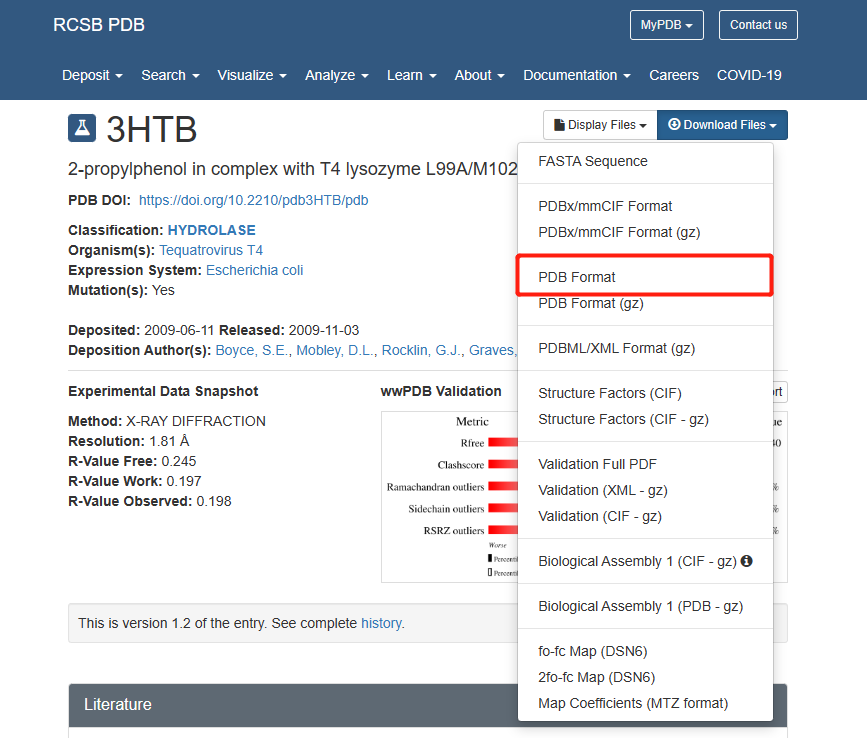 RCSB PDB
MyPDB
Contact us
Deposit
Search
Visualize
Analyze
Learn
About
Documentation
Careers
COVID-19
3HTB
Display Files
Download Files
2-propylphenol in complex with T4 lysozyme L99A/M102
PDB DOI: https://doi.org/10.2210/pdb3HTB/pdb
Classification: HYDROLASE
Organism(s): Tequatrovirus T4
Expression System: Escherichia coli
Mutation(s): Yes
Deposited: 2009-06-11 Released: 2009-11-03
Deposition Author(s): Boyce, S.E., Mobley, D.L., Rocklin, G.J., Graves,
Experimental Data Snapshot
Method: X-RAY DIFFRACTION
Resolution: 1.81 Å
R-Value Free: 0.245
R-Value Work: 0.197
R-Value Observed: 0.198
wwPDB Validation
Metric
Rfree
Clashscore
Ramachandran outliers
Sidechain outliers
RSRZ outliers
Worse
FASTA Sequence
PDBx/mmCIF Format
PDBx/mmCIF Format (gz)
PDB Format
PDB Format (gz)
PDBML/XML Format (gz)
Structure Factors (CIF)
Structure Factors (CIF - gz)
Validation Full PDF
Validation (XML - gz)
Validation (CIF - gz)
Biological Assembly 1 (CIF - gz)
Biological Assembly 1 (PDB - gz)
fo-fc Map (DSN6)
2fo-fc Map (DSN6)
Map Coefficients (MTZ format)
This is version 1.2 of the entry. See complete history.
Literature